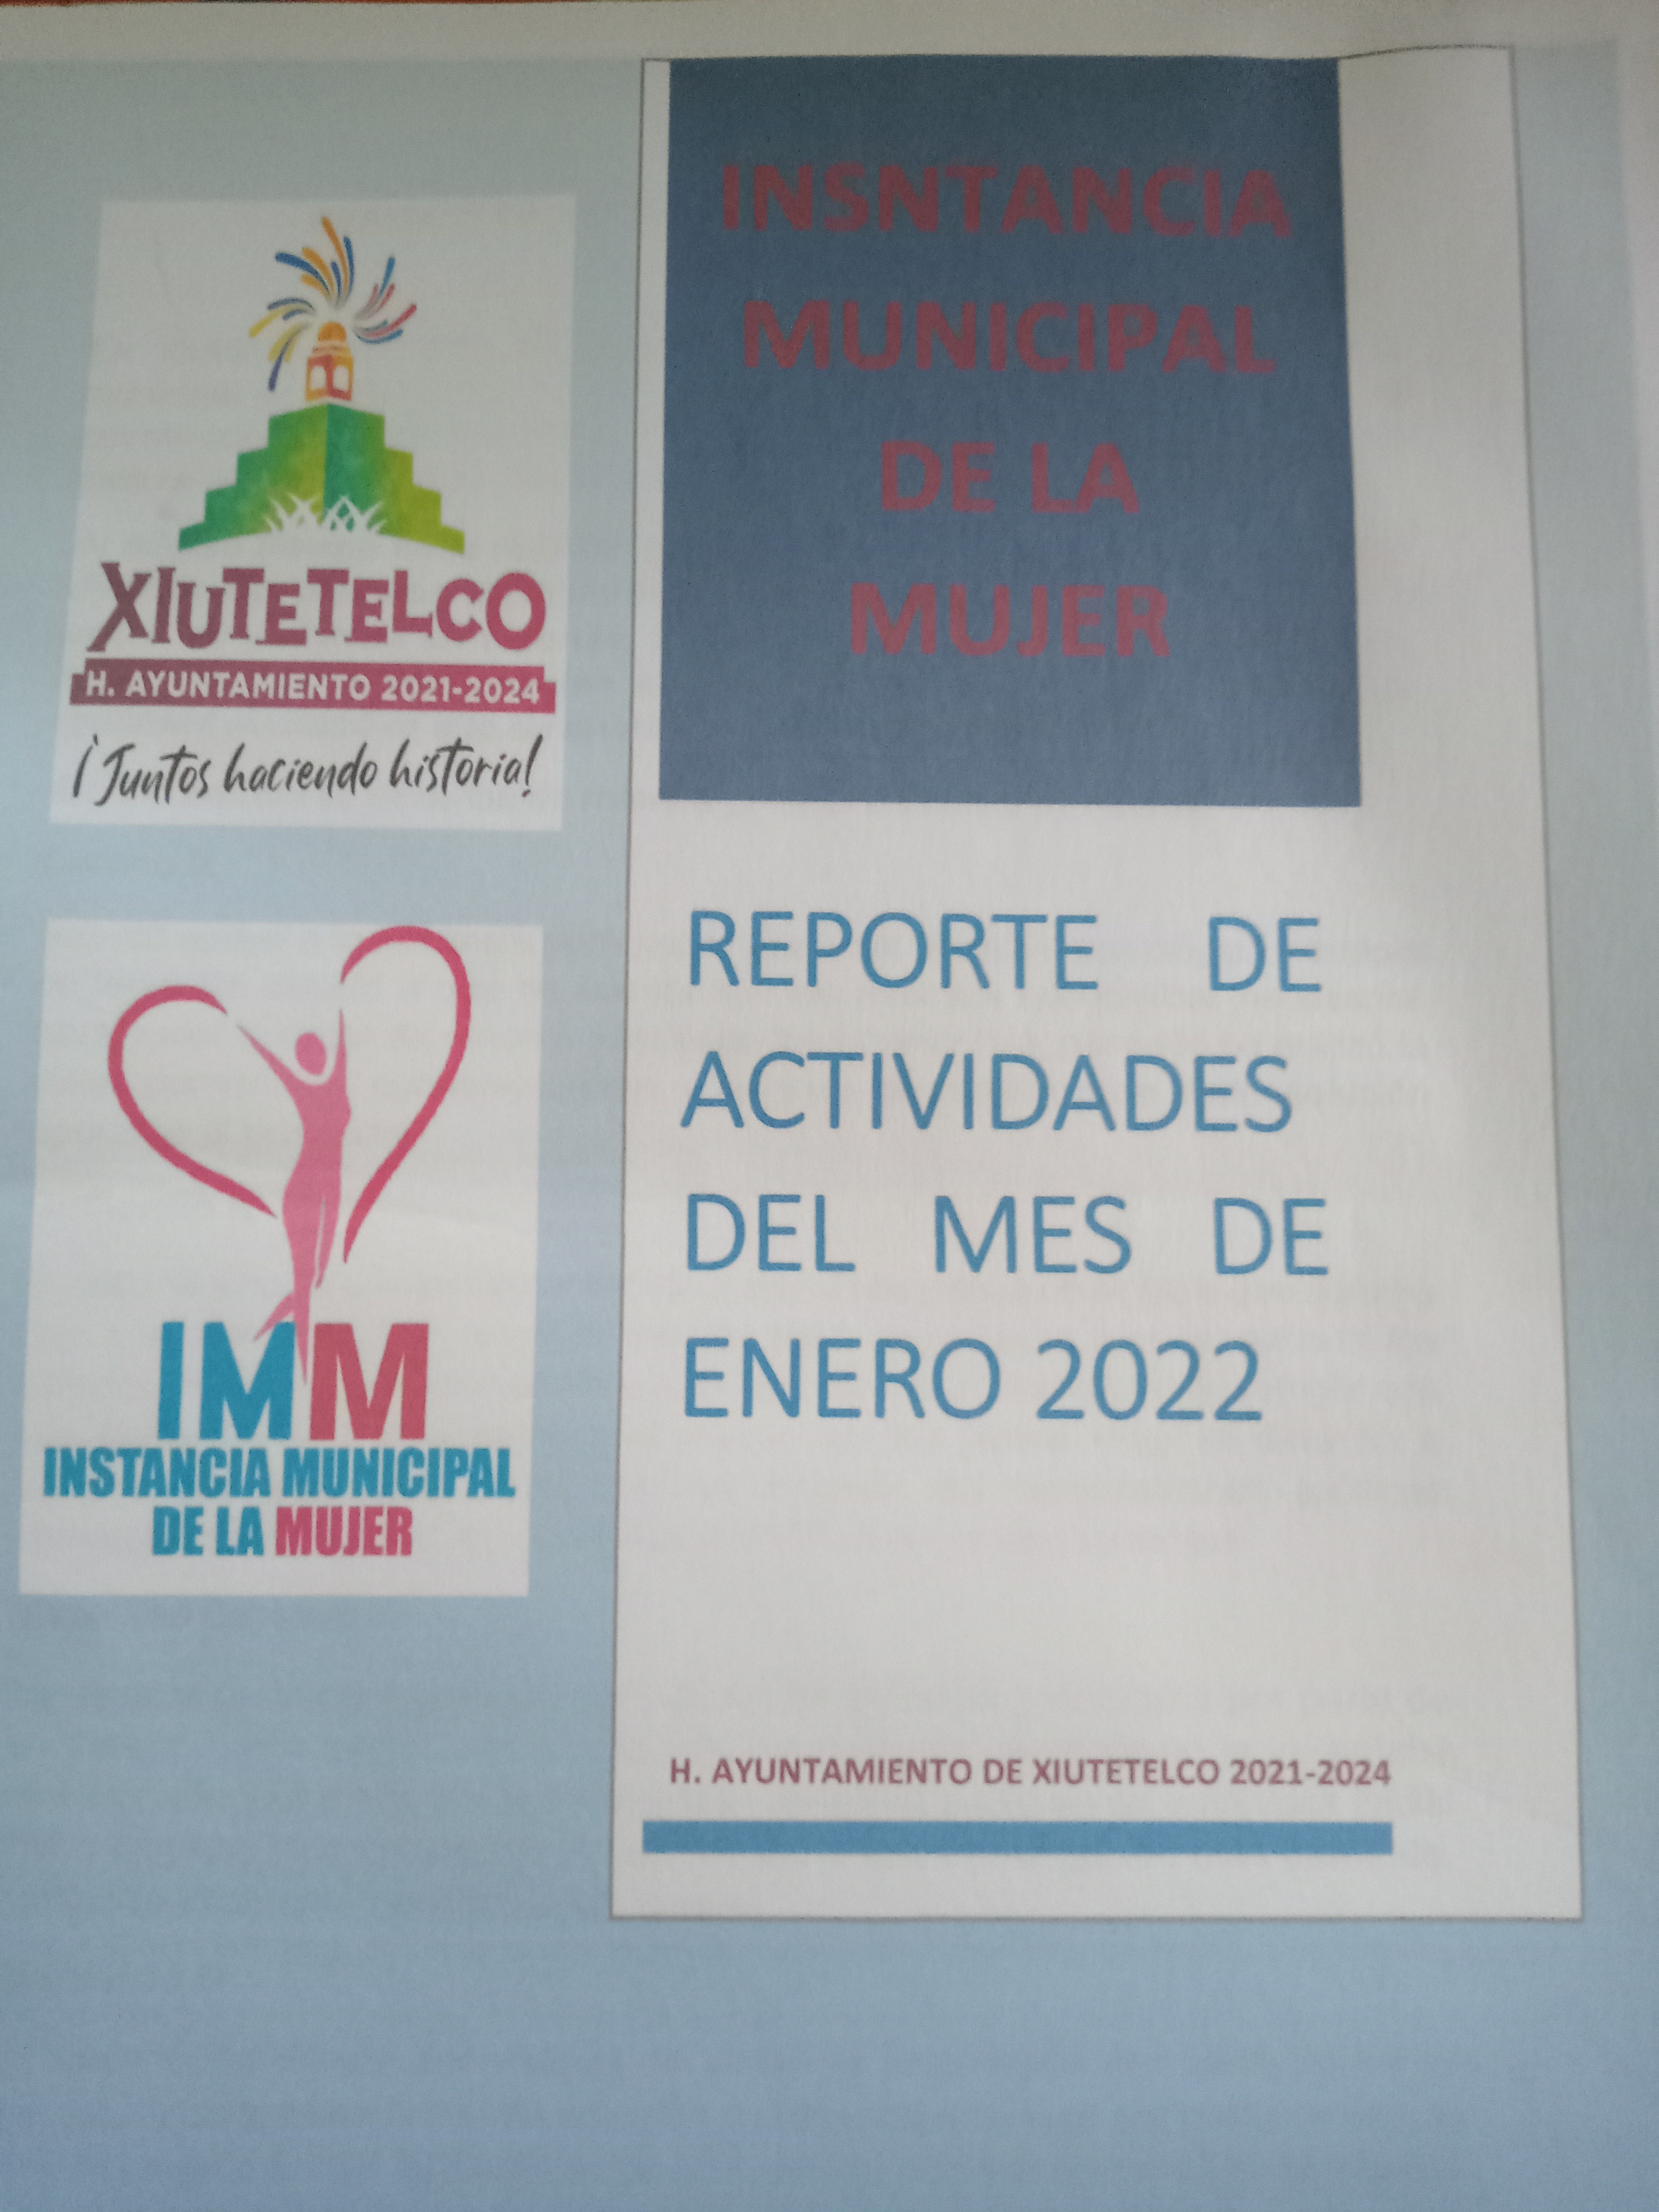 XIUTETELCO
H. AYUNTAMIENTO 2021-2024
¡Juntos haciendo historia!
IMM
INSTANCIA MUNICIPAL
DE LA MUJER
INSNTANCIA
MUNICIPAL
DE LA
MUJER
REPORTE DE
ACTIVIDADES
DEL MES DE
ENERO 2022
H. AYUNTAMIENTO DE XIUTETELCO 2021-2024